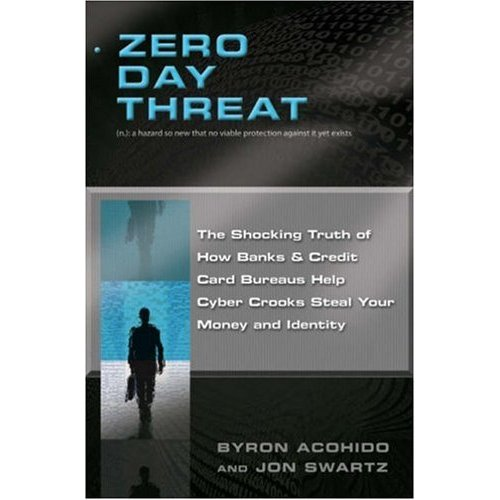 ZERO
DAY
THREAT
(n.): a hazard so new that no viable protection against it yet exists
The Shocking Truth of
How Banks & Credit
Card Bureaus Help
Cyber Crooks Steal Your
Money and Identity
BYRON ACOHIDO
AND JON SWARTZ